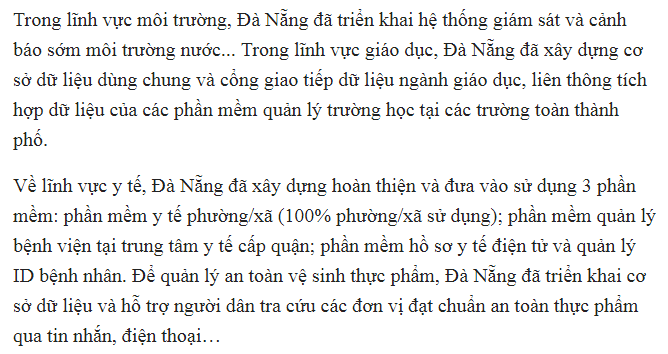 Trong lĩnh vực môi trường, Đà Nẵng đã triển khai hệ thống giám sát và cảnh
báo sớm môi trường nước... Trong lĩnh vực giáo dục, Đà Nẵng đã xây dựng cơ
sở dữ liệu dùng chung và cổng giao tiếp dữ liệu ngành giáo dục, liên thông tích
hợp dữ liệu của các phần mềm quản lý trường học tại các trường toàn thành
phố.
Về lĩnh vực y tế, Đà Nẵng đã xây dựng hoàn thiện và đưa vào sử dụng 3 phần
mềm: phần mềm y tế phường/xã (100% phường/xã sử dụng); phần mềm quản lý
bệnh viện tại trung tâm y tế cấp quận; phần mềm hồ sơ y tế điện tử và quản lý
ID bệnh nhân. Để quản lý an toàn vệ sinh thực phẩm, Đà Nẵng đã triển khai cơ
sở dữ liệu và hỗ trợ người dân tra cứu các đơn vị đạt chuẩn an toàn thực phẩm
qua tin nhắn, điện thoại…